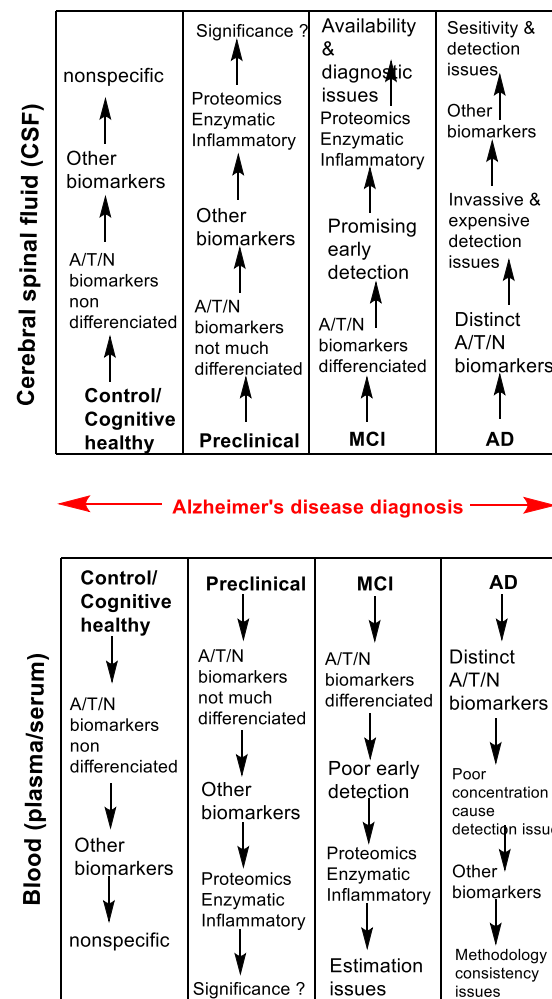 Cerebral spinal fluid (CSF)
nonspecific
Other
biomarkers
A/T/N
biomarkers
non
differenciated
Control/
Cognitive
healthy
Significance ?
Proteomics
Enzymatic
Inflammatory
Other
biomarkers
A/T/N
biomarkers
not much
differenciated
Preclinical
Availability
&
diagnostic
issues
Proteomics
Enzymatic
Inflammatory
Promising
early
detection
A/T/N
biomarkers
differenciated
MCI
Sesitivity &
detection
issues
Other
biomarkers
Invassive &
expensive
detection
issues
Distinct
A/T/N
biomarkers
AD
Alzheimer's disease diagnosis
Blood (plasma/serum)
Control/
Cognitive
healthy
A/T/N
biomarkers
non
differenciated
Other
biomarkers
nonspecific
Preclinical
A/T/N
biomarkers
not much
differenciated
Other
biomarkers
Proteomics
Enzymatic
Inflammatory
Significance ?
MCI
A/T/N
biomarkers
differenciated
Poor early
detection
Proteomics
Enzymatic
Inflammatory
Estimation
issues
AD
Distinct
A/T/N
biomarkers
Poor
concentration
cause
detection issu
Other
biomarkers
Methodology
consistency
issues